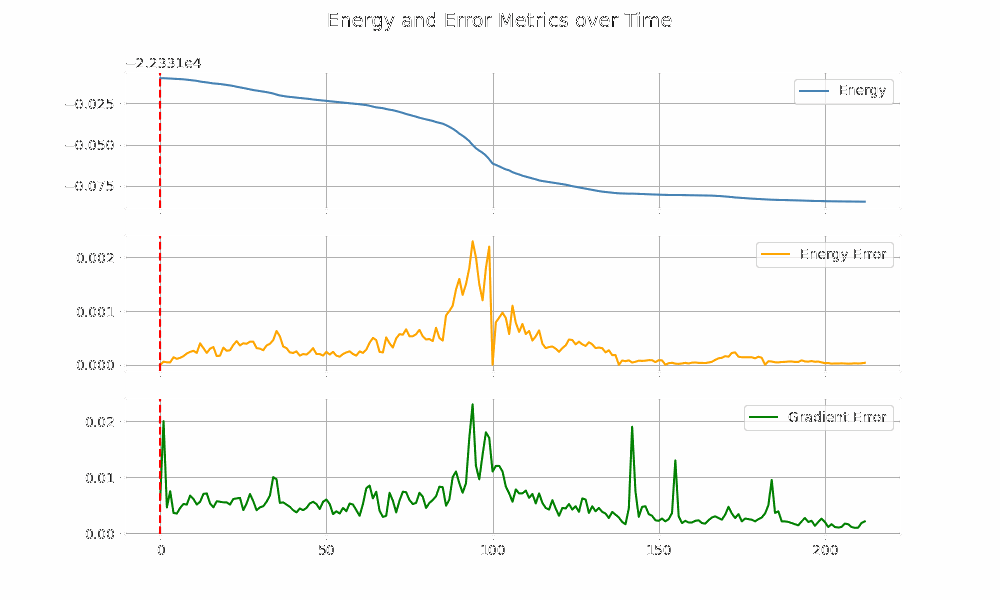 Energy and Error Metrics over Time
−2.2331e4
Energy
−0.025
−0.050
−0.075
Energy Error
0.002
0.001
0.000
Gradient Error
0.02
0.01
0.00
0 50 100 150 200